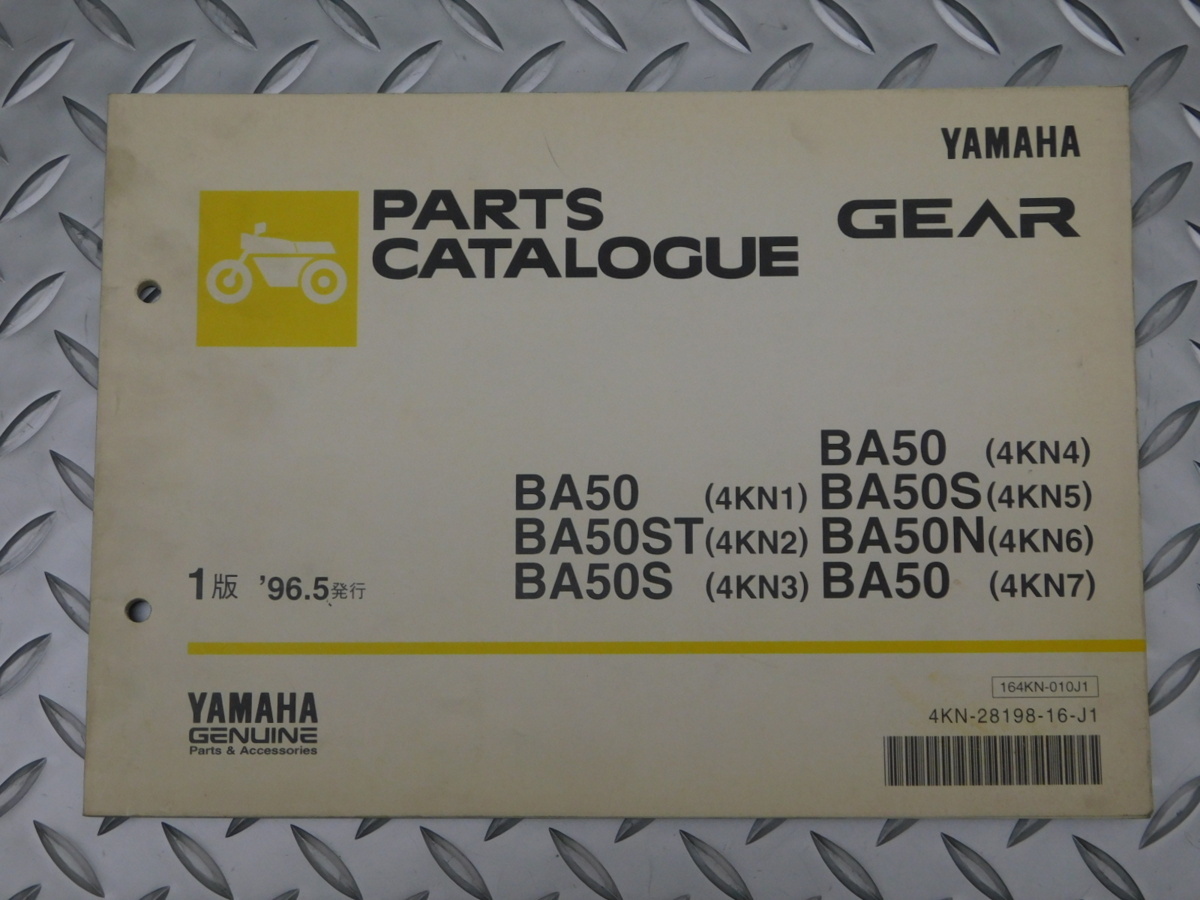 YAMAHA
PARTS
CATALOGUE
GEAR
BA50 (4KN4)
BA50 (4KN1) BA50S (4KN5)
BA50ST (4KN2) BA50N (4KN6)
BA50S (4KN3) BA50 (4KN7)
1版 '96.5発行
YAMAHA
GENUINE
Parts & Accessories
164KN-010J1
4KN-28198-16-J1